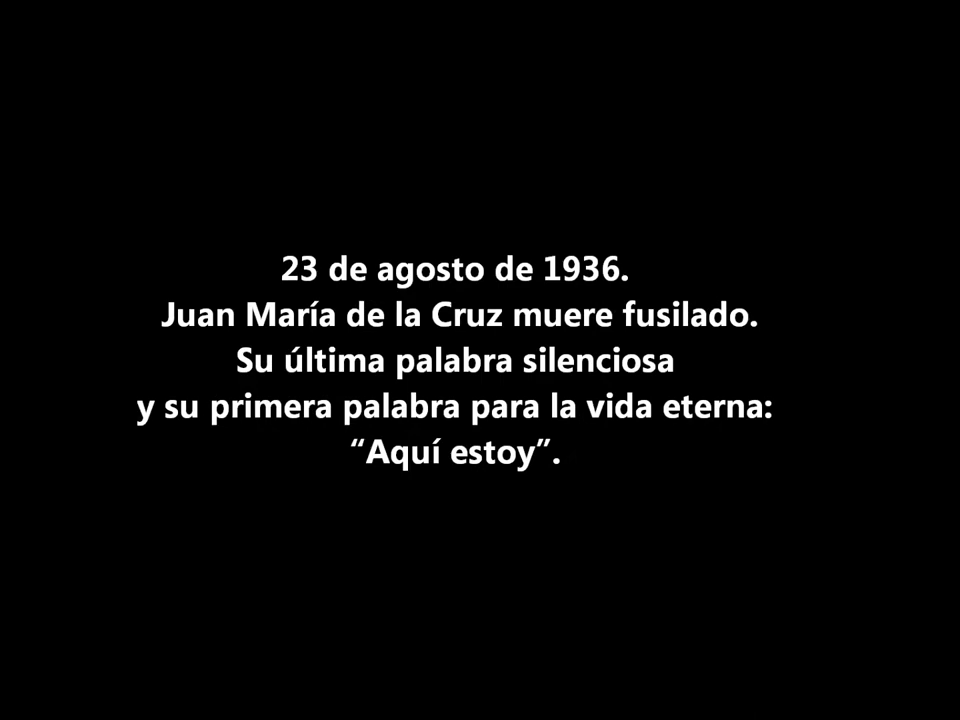 23 de agosto de 1936.
Juan María de la Cruz muere fusilado.
Su última palabra silenciosa
y su primera palabra para la vida eterna:
“Aquí estoy”.